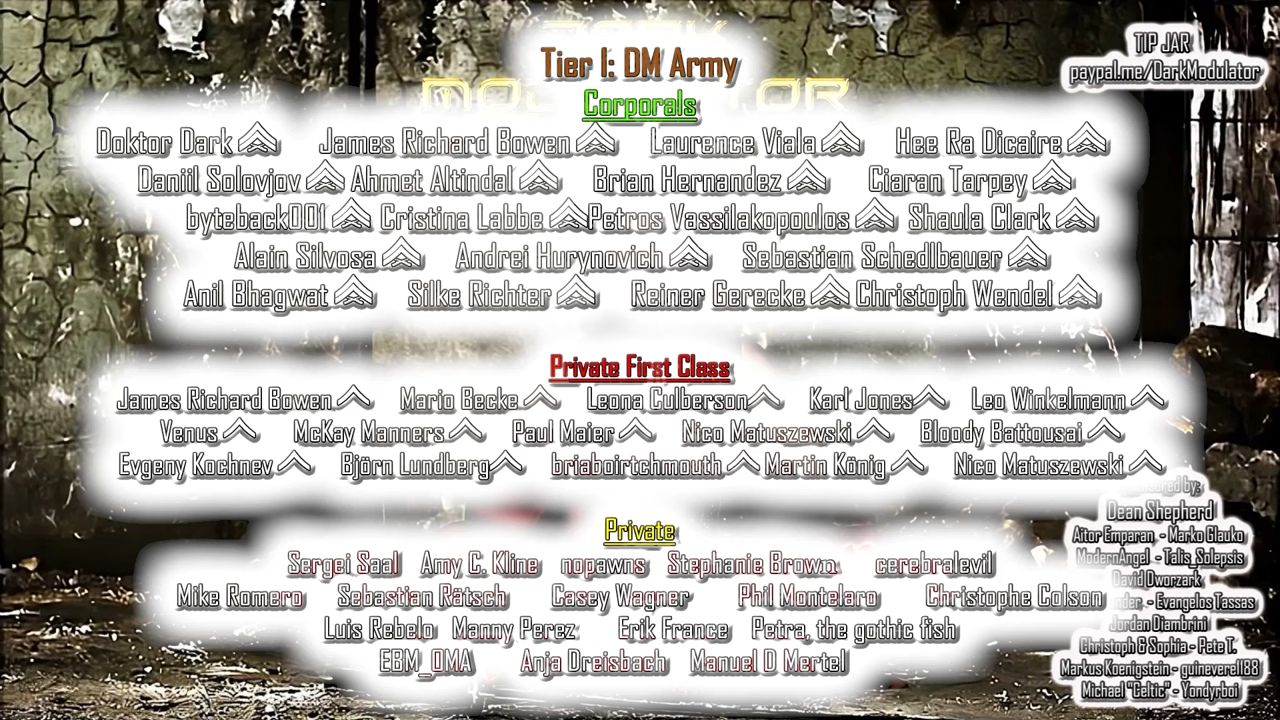 Tier I: DM Army
Corporals
Doktor Dark James Richard Bowen Laurence Viala Hee Ra Dicaire
Daniil Solovjov Ahmet Altindal Brian Hernandez Ciaran Tarpey
byteback001 Cristina Labbe Petros Vassilakopoulos Shaula Clark
Alain Silvosa Andrei Hurynovich Sebastian Schedlbauer
Anil Bhagwat Silke Richter Reiner Gerecke Christoph Wendel
Private First Class
James Richard Bowen Mario Becke Leona Culberson Karl Jones Leo Winkelmann
Venus McKay Manners Paul Maier Nico Matuszewski Bloody Battousai
Evgeny Kochnev Björn Lundberg briaboirtchmouth Martin König Nico Matuszewski
Private
Sergei Saal Amy C. Kline nopawns Stephanie Brown cerebralevil
Mike Romero Sebastian Rätsch Casey Wagner Phil Montelaro Christophe Colson
Luis Rebelo Manny Perez Erik France Petra, the gothic fish
EBM_OMA Anja Dreisbach Manuel D Mertel
TIP JAR
paypal.me/DarkModulator
by:
Dean Shepherd
Aitor Emparan, - Marko Glauko
ModernAngel - Talis_Solepsis
David Dworzark
- Evangelos Tassas
Jordan Diambrini
Christoph & Sophia - Pete T.
Markus Koenigstein - guinevere1188
Michael "Celtic" - Yondyrboi